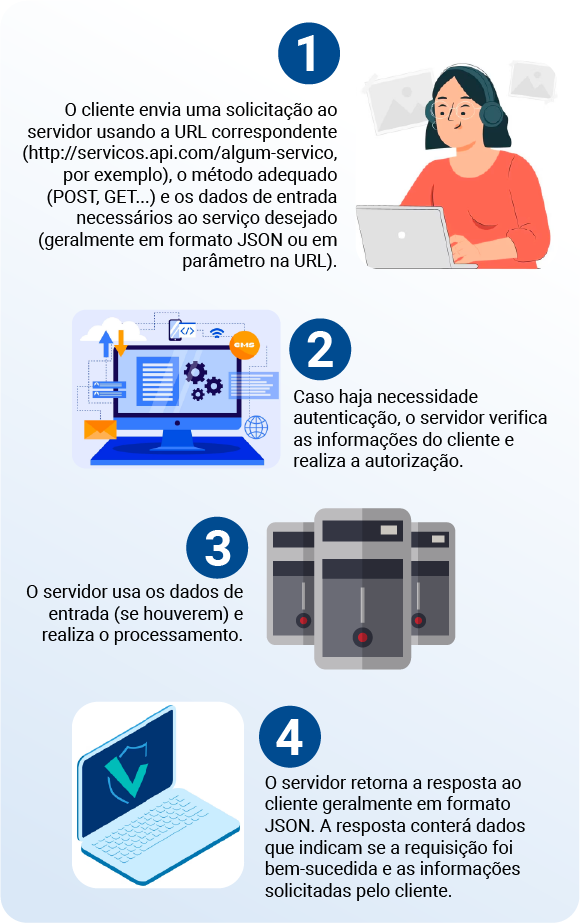 1
O cliente envia uma solicitação ao
servidor usando a URL correspondente
(http://servicos.api.com/algum-servico,
por exemplo), o método adequado
(POST, GET...) e os dados de entrada
necessários ao serviço desejado
(geralmente em formato JSON ou em
parâmetro na URL).
</>
CMS
2
Caso haja necessidade
autenticação, o servidor verifica
as informações do cliente e
realiza a autorização.
3
O servidor usa os dados de
entrada (se houverem) e
realiza o processamento.
4
O servidor retorna a resposta ao
cliente geralmente em formato
JSON. A resposta conterá dados
que indicam se a requisição foi
bem-sucedida e as informações
solicitadas pelo cliente.